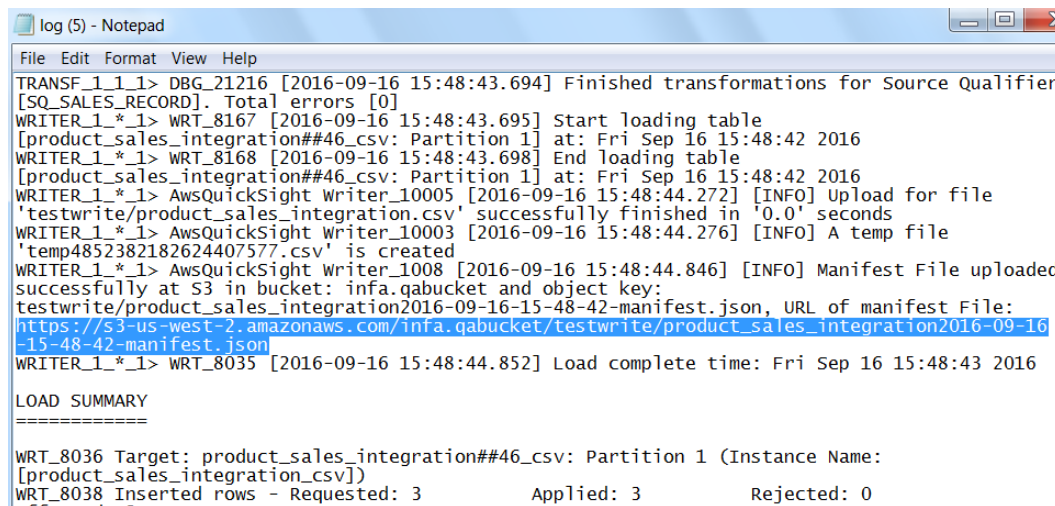 log (5) - Notepad
File Edit Format View Help
TRANSF_1_1_1> DBG_21216 [2016-09-16 15:48:43.694] Finished transformations for Source Qualifier
[SQ_SALES_RECORD]. Total errors [0]
WRITER_1_*_1> WRT_8167 [2016-09-16 15:48:43.695] Start loading table
[product_sales_integration##46_csv: Partition 1] at: Fri Sep 16 15:48:42 2016
WRITER_1_*_1> WRT_8168 [2016-09-16 15:48:43.698] End loading table
[product_sales_integration##46_csv: Partition 1] at: Fri Sep 16 15:48:42 2016
WRITER_1_*_1> AwsQuickSight Writer_10005 [2016-09-16 15:48:44.272] [INFO] Upload for file
'testwrite/product_sales_integration.csv' successfully finished in '0.0' seconds
WRITER_1_*_1> AwsQuickSight Writer_10003 [2016-09-16 15:48:44.276] [INFO] A temp file
'temp4852382182624407577.csv' is created
WRITER_1_*_1> AwsQuickSight Writer_1008 [2016-09-16 15:48:44.846] [INFO] Manifest File uploaded
successfully at S3 in bucket: infa.qabucket and object key:
testwrite/product_sales_integration2016-09-16-15-48-42-manifest.json, URL of manifest File:
https://s3-us-west-2.amazonaws.com/infa.qabucket/testwrite/product_sales_integration2016-09-16
-15-48-42-manifest.json
WRITER_1_*_1> WRT_8035 [2016-09-16 15:48:44.852] Load complete time: Fri Sep 16 15:48:43 2016
LOAD SUMMARY
============
WRT_8036 Target: product_sales_integration##46_csv: Partition 1 (Instance Name:
[product_sales_integration_csv])
WRT_8038 Inserted rows - Requested: 3 Applied: 3 Rejected: 0